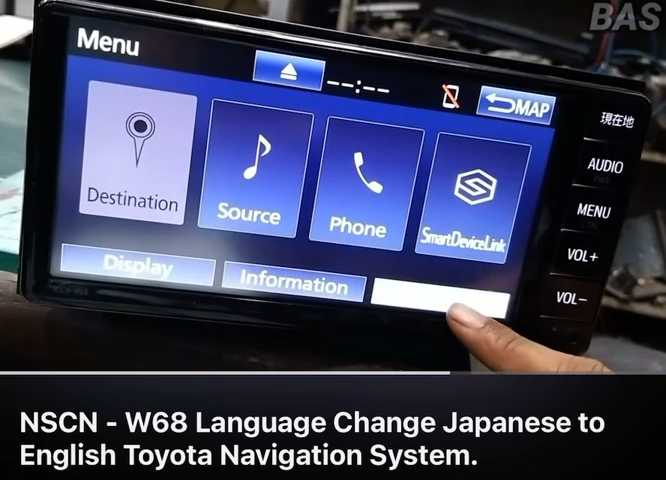 BAS
Menu
--:--
MAP
現在地
Destination
Source
Phone
SmartDeviceLink
AUDIO
MENU
VOL+
VOL−
Display
Information
NSCN - W68 Language Change Japanese to
English Toyota Navigation System.